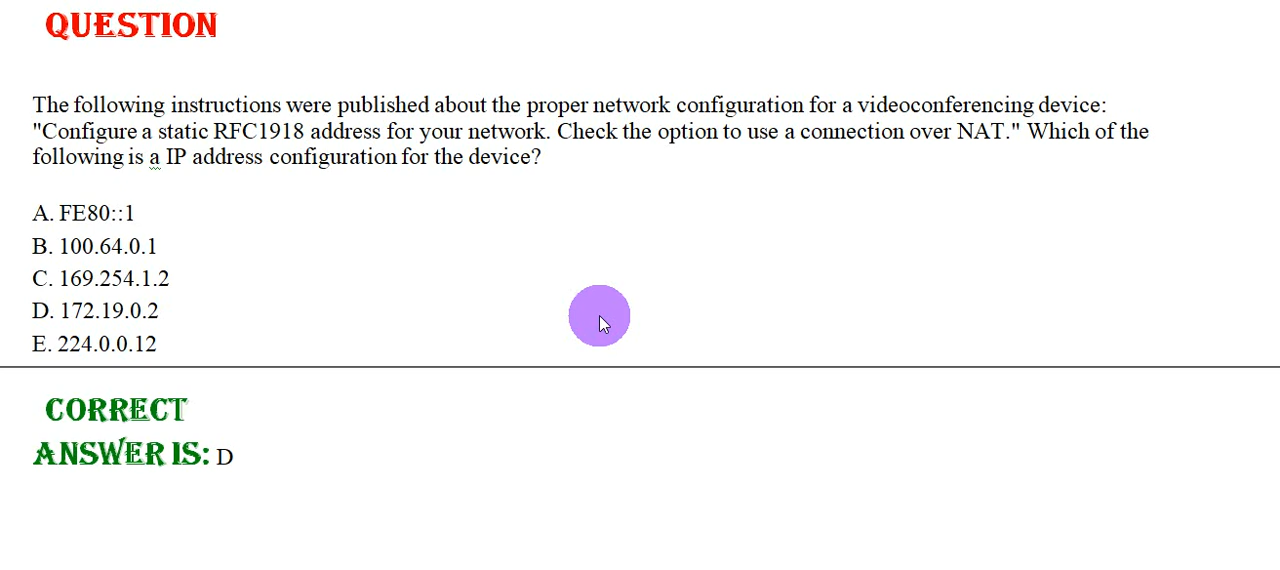 QUESTION
The following instructions were published about the proper network configuration for a videoconferencing device:
"Configure a static RFC1918 address for your network. Check the option to use a connection over NAT." Which of the
following is a IP address configuration for the device?
A. FE80::1
B. 100.64.0.1
C. 169.254.1.2
D. 172.19.0.2
E. 224.0.0.12
CORRECT
ANSWER IS: D